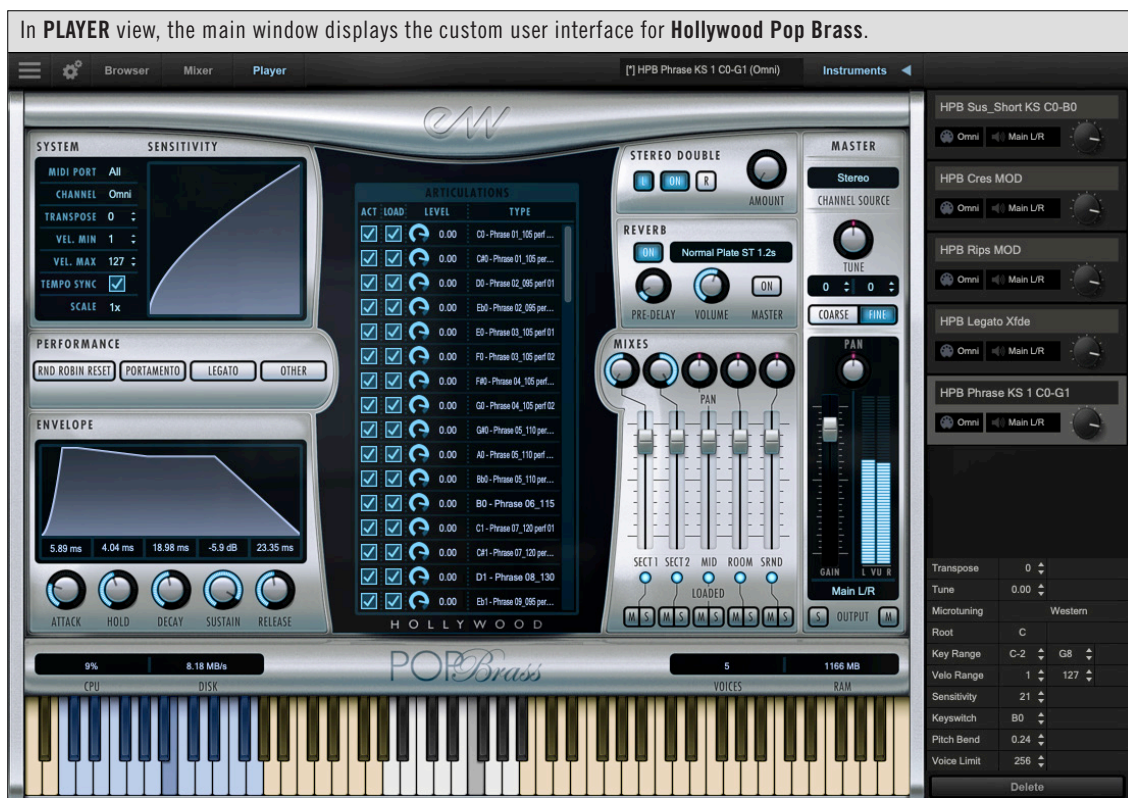 In PLAYER view, the main window displays the custom user interface for Hollywood Pop Brass.
Browser Mixer Player [*] HPB Phrase KS 1 C0-G1 (Omni) Instruments
EW
SYSTEM SENSITIVITY
MIDI PORT All
CHANNEL Omni
TRANSPOSE 0
VEL. MIN 1
VEL. MAX 127
TEMPO SYNC
SCALE 1x
PERFORMANCE
RND ROBIN RESET PORTAMENTO LEGATO OTHER
ENVELOPE
5.89 ms 4.04 ms 18.98 ms -5.9 dB 23.35 ms
ATTACK HOLD DECAY SUSTAIN RELEASE
ARTICULATIONS
ACT LOAD LEVEL TYPE
0.00 C0 - Phrase 01_105 perf ...
0.00 C#0 - Phrase 01_105 per...
0.00 D0 - Phrase 02_095 perf 01
0.00 Eb0 - Phrase 02_095 per...
0.00 E0 - Phrase 03_105 perf 01
0.00 F0 - Phrase 03_105 perf 02
0.00 F#0 - Phrase 04_105 perf...
0.00 G0 - Phrase 04_105 perf 02
0.00 G#0 - Phrase 05_110 per...
0.00 A0 - Phrase 05_110 perf ...
0.00 Bb0 - Phrase 05_110 per...
0.00 B0 - Phrase 06_115
0.00 C1 - Phrase 07_120 perf 01
0.00 C#1 - Phrase 07_120 per...
0.00 D1 - Phrase 08_130
0.00 Eb1 - Phrase 09_095 per...
HOLLYWOOD
STEREO DOUBLE
L ON R
AMOUNT
REVERB
ON Normal Plate ST 1.2s
ON
PRE-DELAY VOLUME MASTER
MIXES
PAN
SECT 1 SECT 2 MID ROOM SRND
LOADED
M S M S M S M S M S
MASTER
Stereo
CHANNEL SOURCE
TUNE
0 0
COARSE FINE
PAN
GAIN L VU R
Main L/R
S OUTPUT M
9% 8.18 MB/s
CPU DISK
POP Brass
5 1166 MB
VOICES RAM
HPB Sus_Short KS C0-B0
Omni Main L/R
HPB Cres MOD
Omni Main L/R
HPB Rips MOD
Omni Main L/R
HPB Legato Xfde
Omni Main L/R
HPB Phrase KS 1 C0-G1
Omni Main L/R
Transpose 0
Tune 0.00
Microtuning Western
Root C
Key Range C-2 G8
Velo Range 1 127
Sensitivity 21
Keyswitch B0
Pitch Bend 0.24
Voice Limit 256
Delete